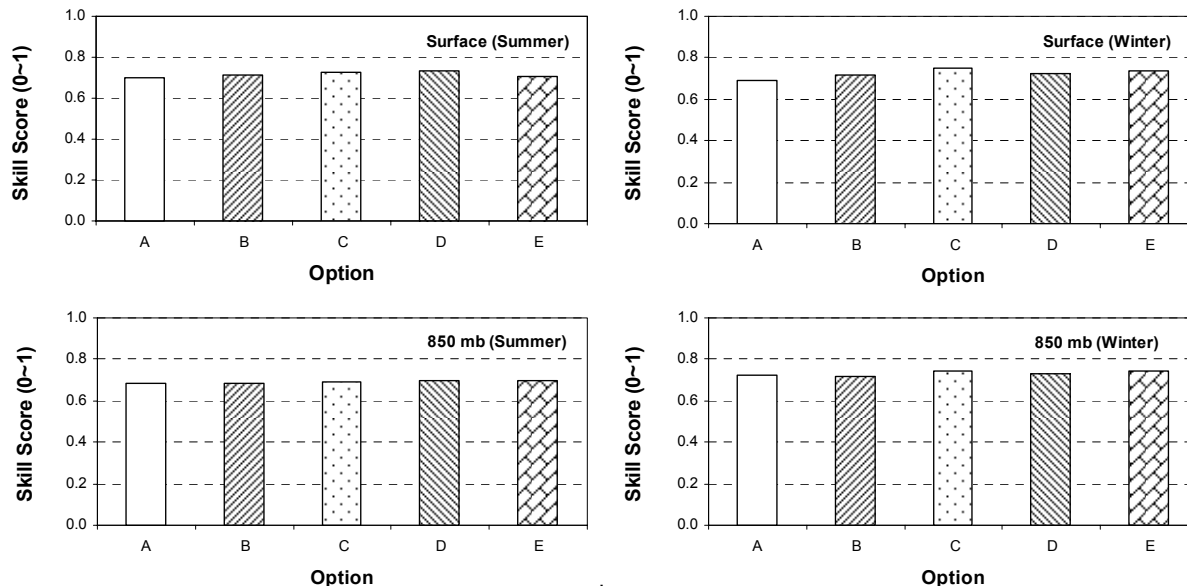 Skill Score (0~1)
1.0
0.8
0.6
0.4
0.2
0.0
Surface (Summer)
A B C D E
Option
Skill Score (0~1)
1.0
0.8
0.6
0.4
0.2
0.0
Surface (Winter)
A B C D E
Option
Skill Score (0~1)
1.0
0.8
0.6
0.4
0.2
0.0
850 mb (Summer)
A B C D E
Option
Skill Score (0~1)
1.0
0.8
0.6
0.4
0.2
0.0
850 mb (Winter)
A B C D E
Option